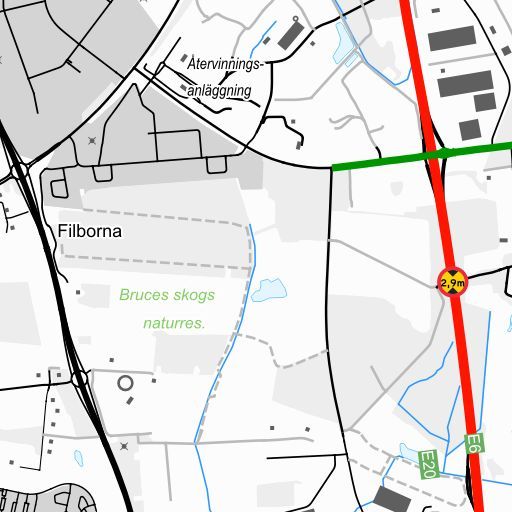 Återvinnings-
anläggning
Filborna
2,9m
Bruces skogs
naturres.
E6
E20